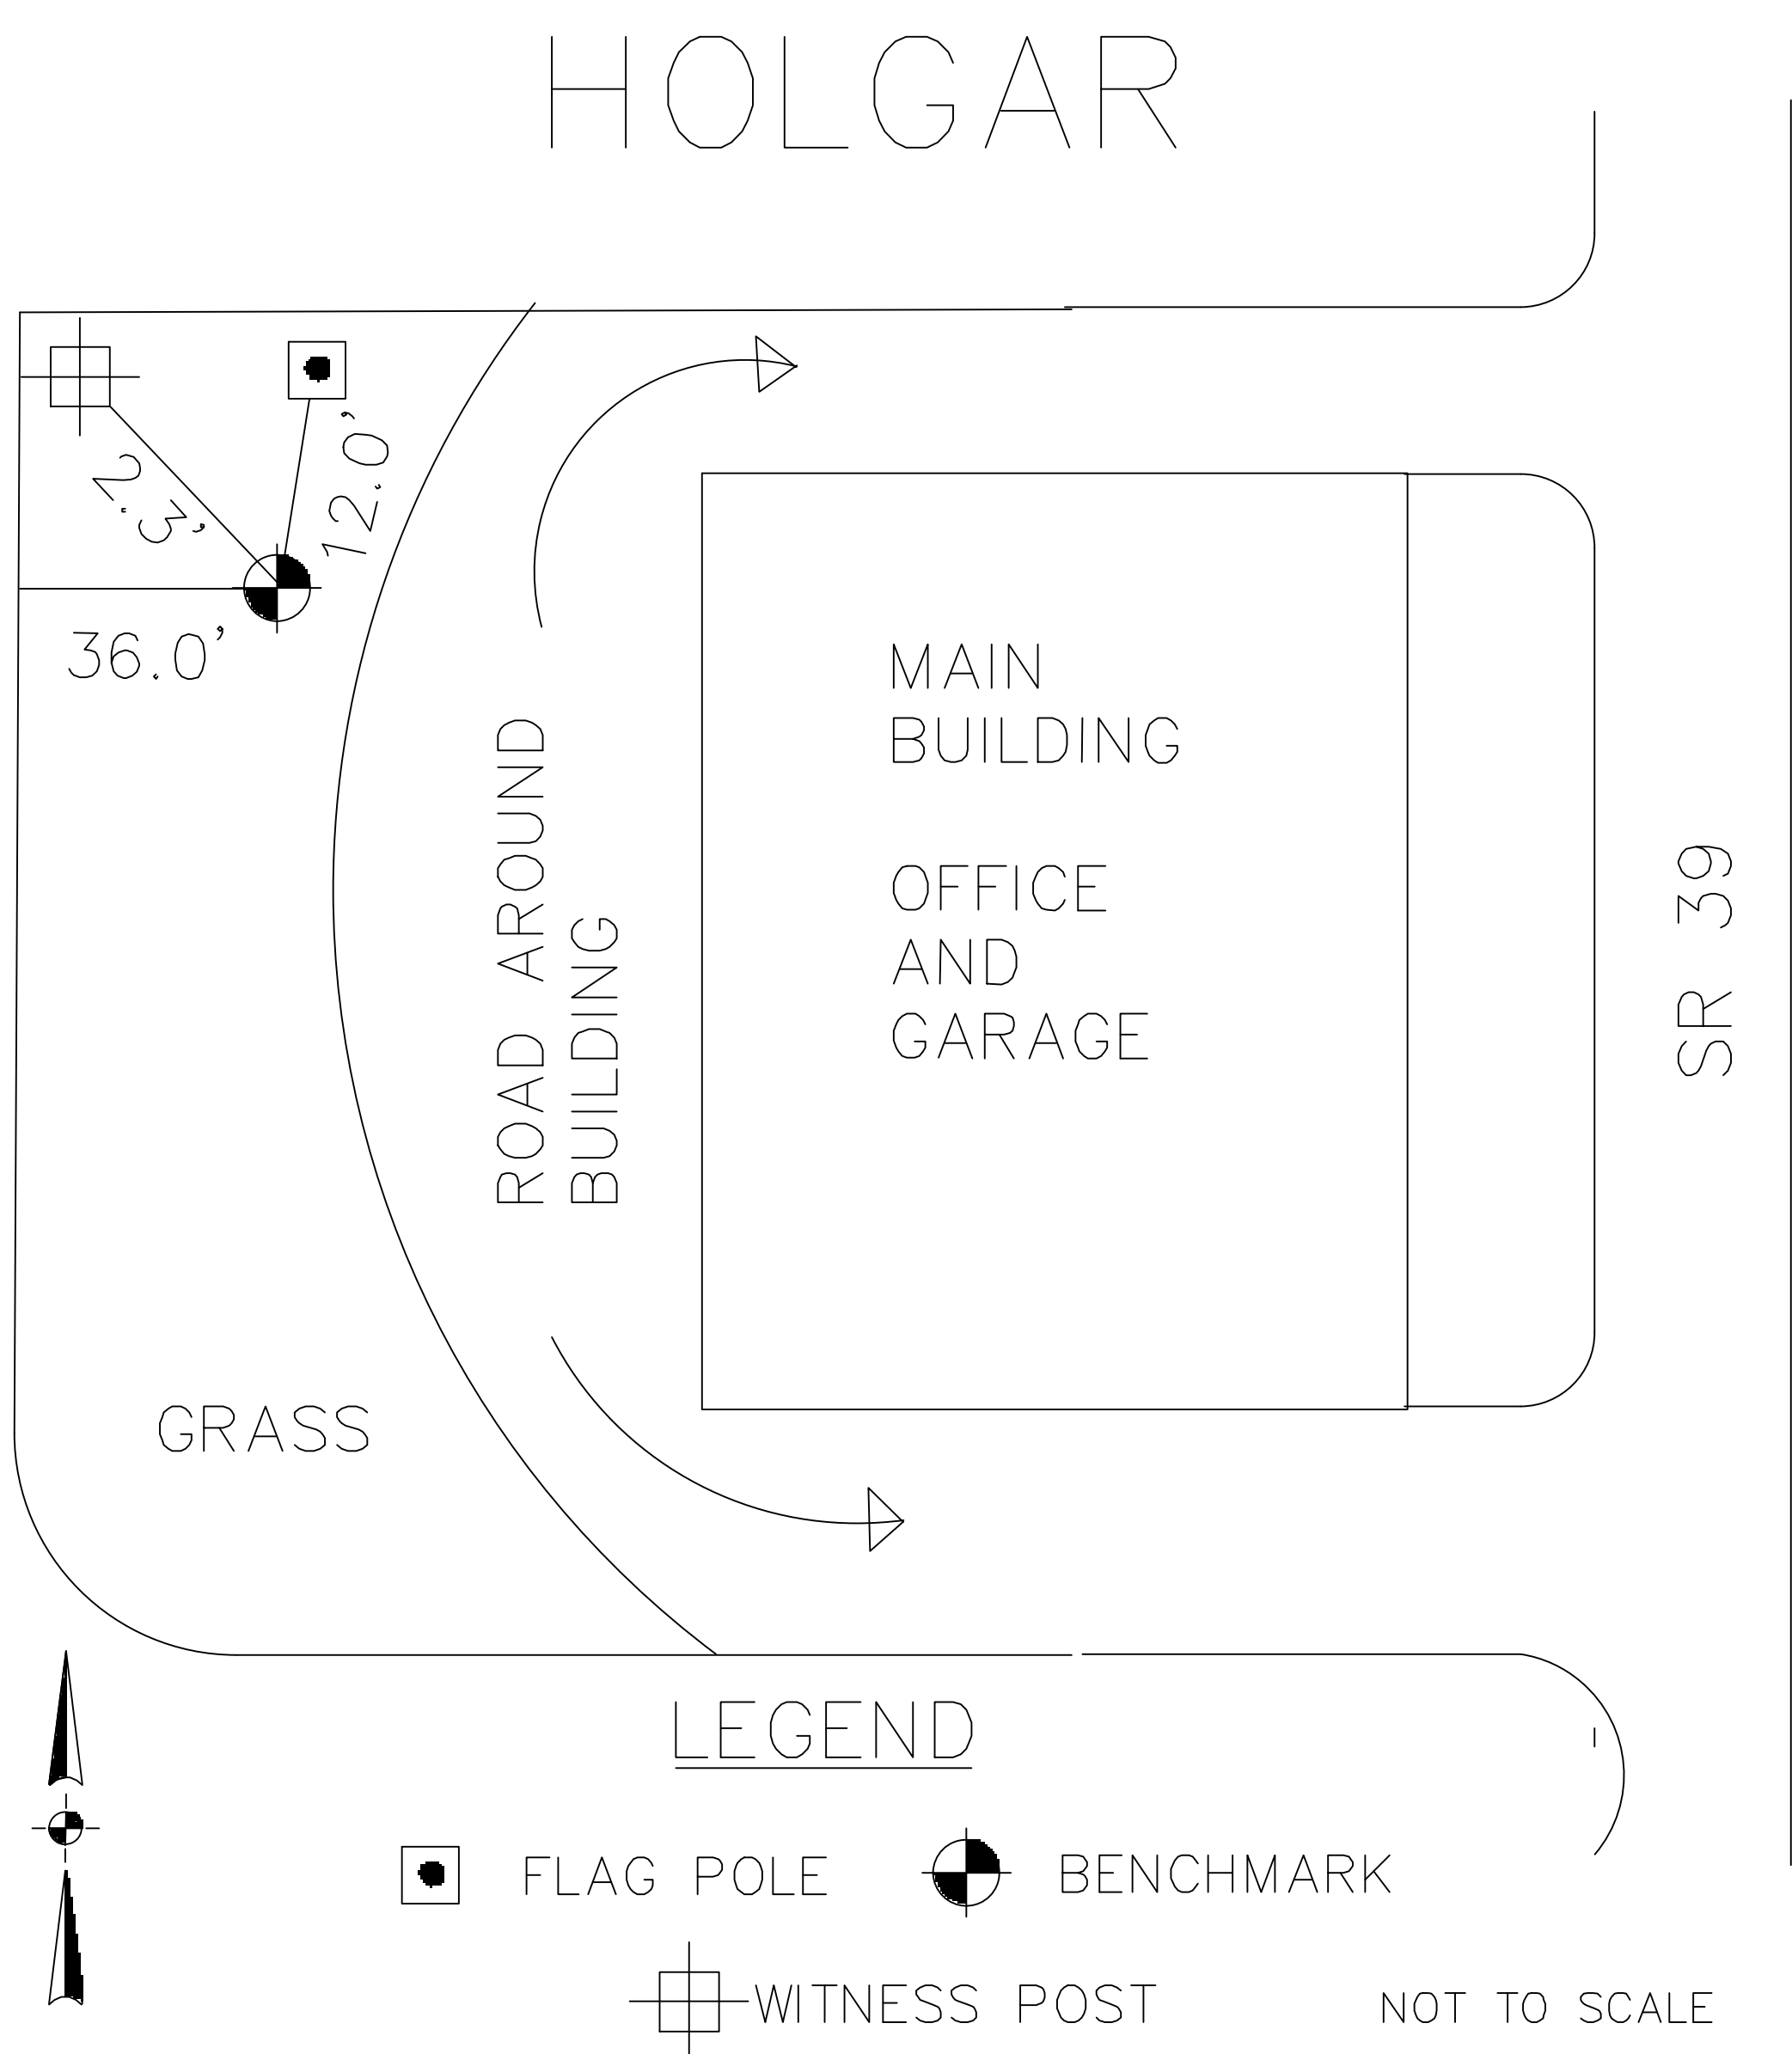 HOLGAR
12.0'
2.3'
36.0'
MAIN
BUILDING
OFFICE
AND
GARAGE
ROAD AROUND
BUILDING
SR 39
GRASS
LEGEND
FLAG POLE
BENCHMARK
WITNESS POST
NOT TO SCALE